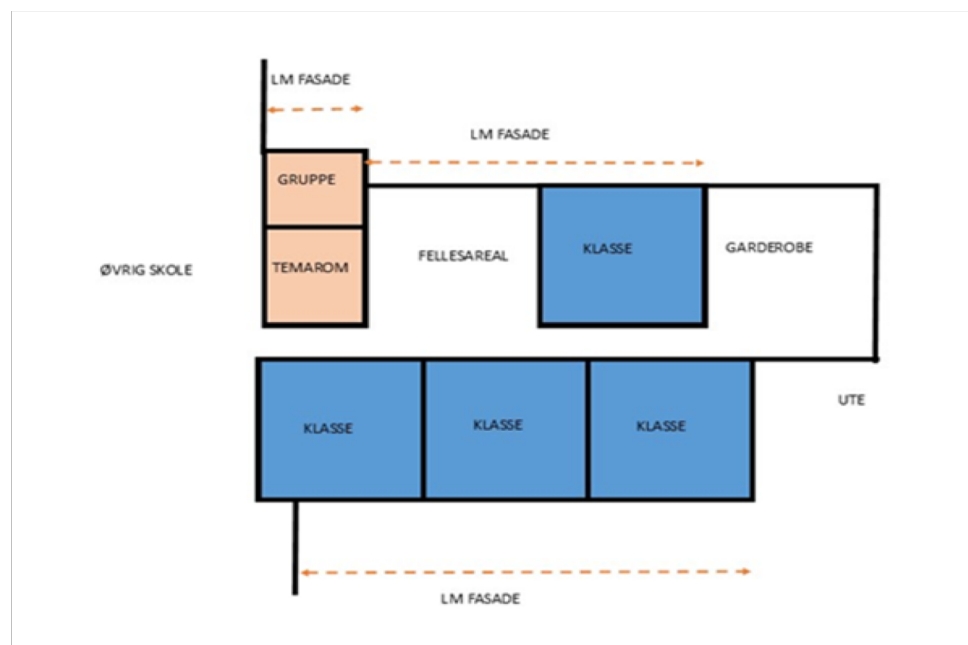 LM FASADE
LM FASADE
GRUPPE
FELLESAREAL
KLASSE
GARDEROBE
ØVRIG SKOLE
TEMAROM
KLASSE
KLASSE
KLASSE
UTE
LM FASADE